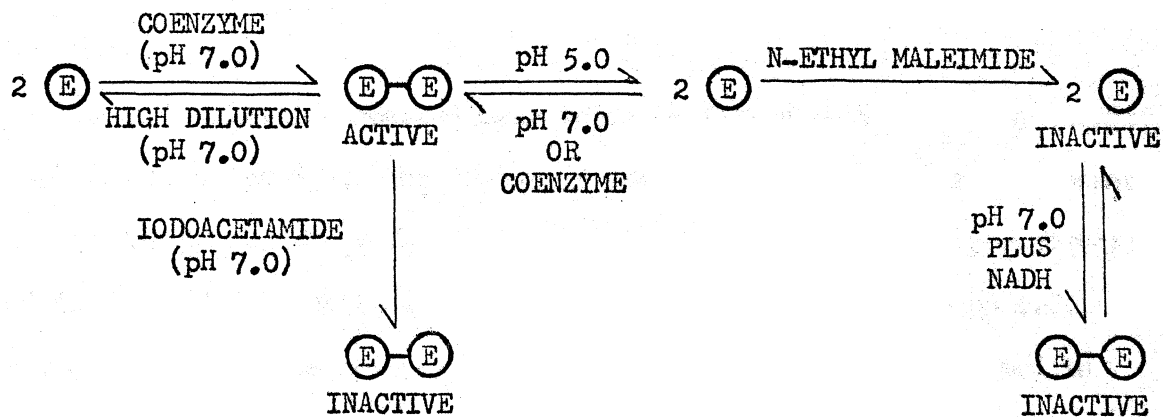 COENZYME
(pH 7.0)
2 E
HIGH DILUTION
(pH 7.0)
E-E
ACTIVE
pH 5.0
pH 7.0
OR
COENZYME
2 E
N-ETHYL MALEIMIDE
2 E
INACTIVE
IODOACETAMIDE
(pH 7.0)
E-E
INACTIVE
pH 7.0
PLUS
NADH
E-E
INACTIVE